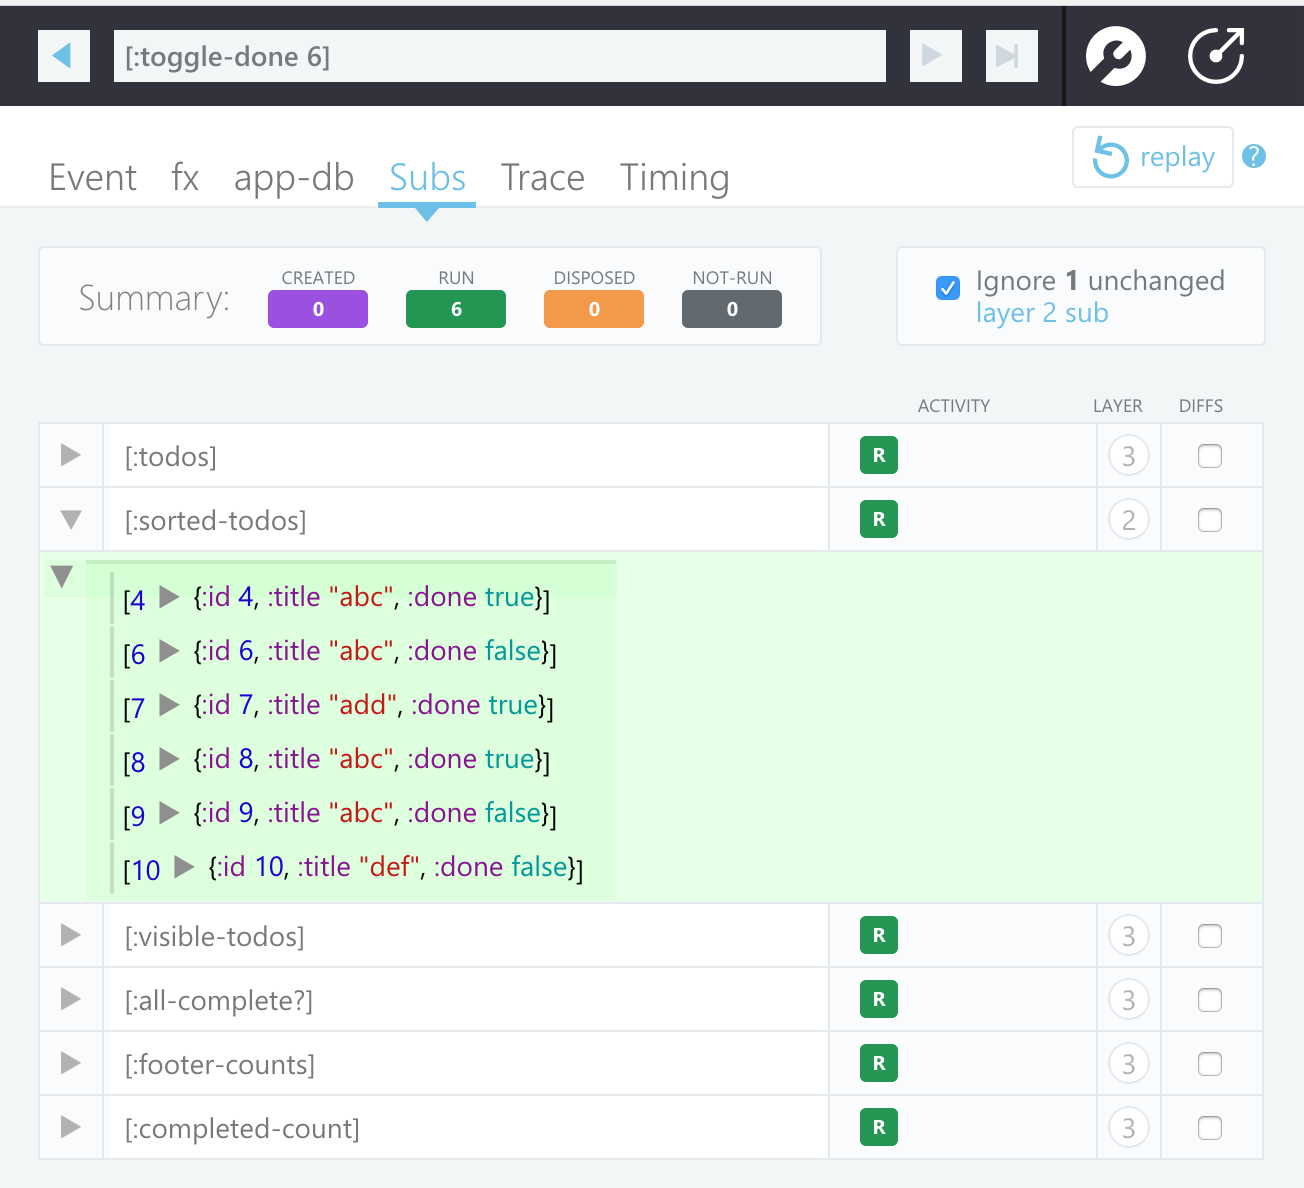 [:toggle-done 6]
Event fx app-db Subs Trace Timing
replay ?
Summary:
CREATED RUN DISPOSED NOT-RUN
0 6 0 0
Ignore 1 unchanged
layer 2 sub
ACTIVITY LAYER DIFFS
[:todos] R 3
[:sorted-todos] R 2
[4 {:id 4, :title "abc", :done true}]
[6 {:id 6, :title "abc", :done false}]
[7 {:id 7, :title "add", :done true}]
[8 {:id 8, :title "abc", :done true}]
[9 {:id 9, :title "abc", :done false}]
[10 {:id 10, :title "def", :done false}]
[:visible-todos] R 3
[:all-complete?] R 3
[:footer-counts] R 3
[:completed-count] R 3